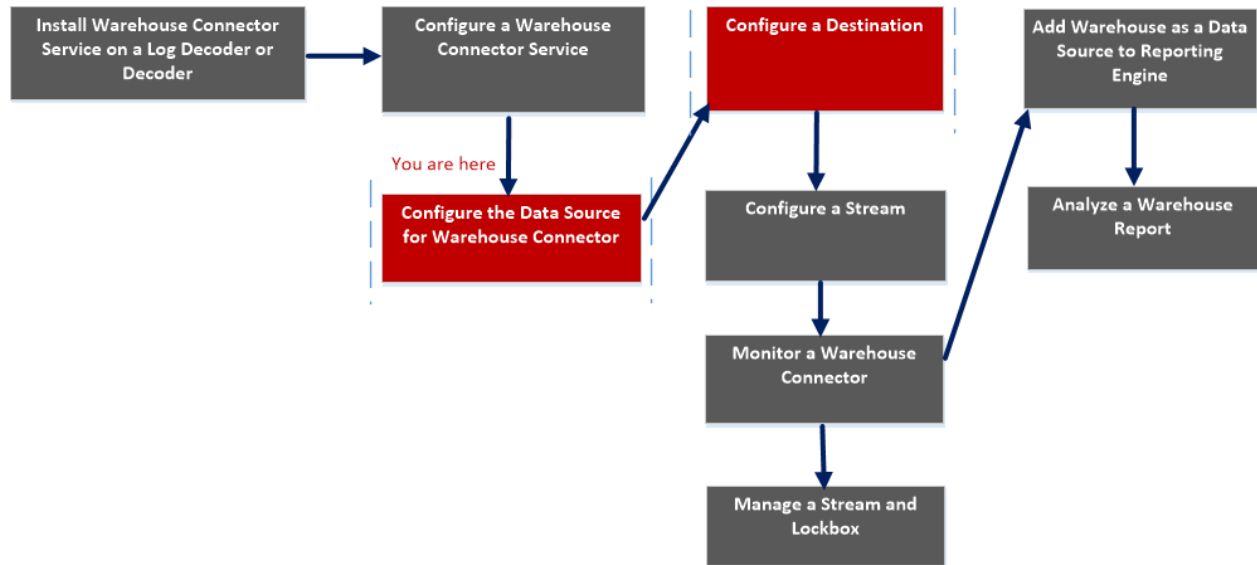 Install Warehouse Connector
Service on a Log Decoder or
Decoder
Configure a Warehouse
Connector Service
You are here
Configure the Data Source
for Warehouse Connector
Configure a Destination
Configure a Stream
Monitor a Warehouse
Connector
Manage a Stream and
Lockbox
Add Warehouse as a Data
Source to Reporting
Engine
Analyze a Warehouse
Report